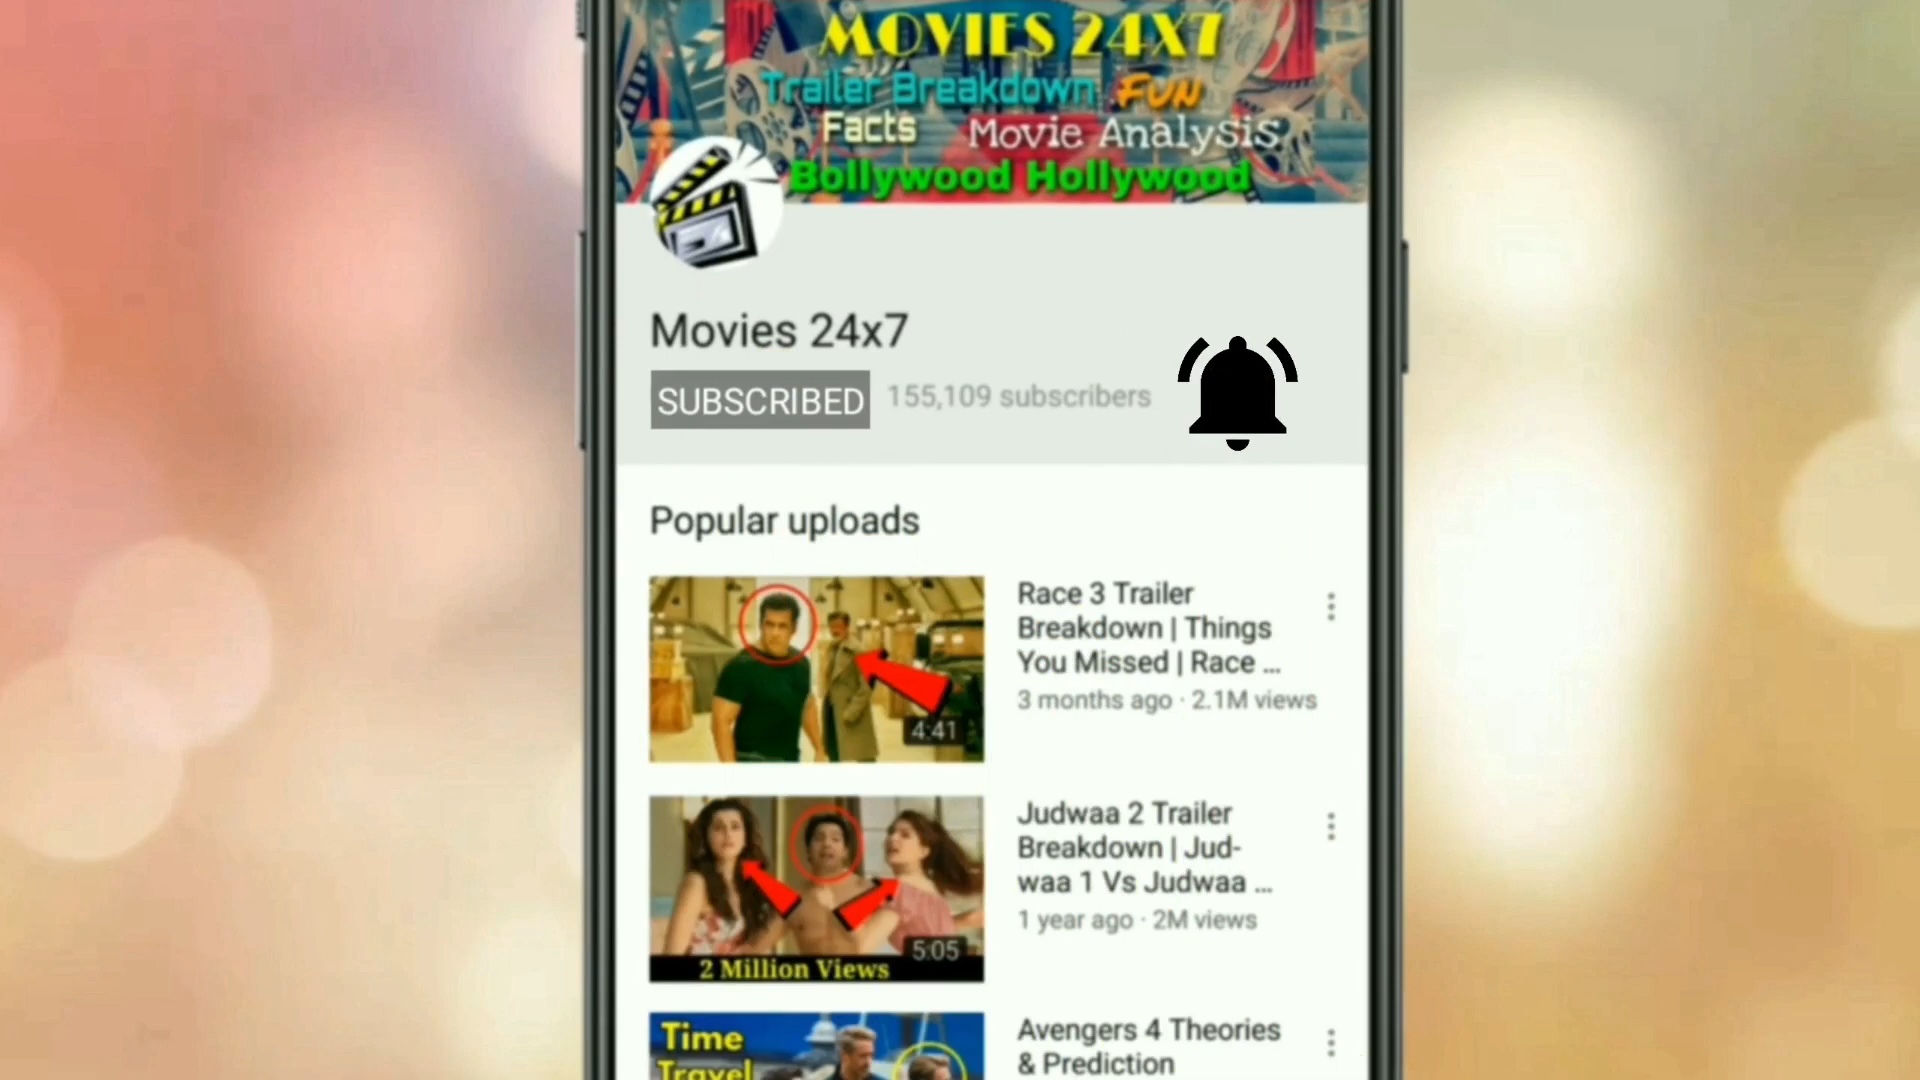 MOVIES 24X7
Trailer Breakdown FUN
Facts Movie Analysis
Bollywood Hollywood
Movies 24x7
SUBSCRIBED 155,109 subscribers
Popular uploads
Race 3 Trailer
Breakdown | Things
You Missed | Race ...
3 months ago · 2.1M views
4:41
Judwaa 2 Trailer
Breakdown | Jud-
waa 1 Vs Judwaa ...
1 year ago · 2M views
5:05
2 Million Views
Time
Travel
Avengers 4 Theories
& Prediction